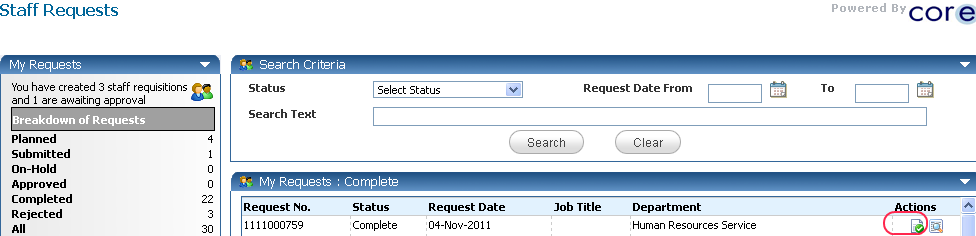 Staff Requests
Powered By core
My Requests
You have created 3 staff requisitions
and 1 are awaiting approval
Breakdown of Requests
Planned 4
Submitted 1
On-Hold 0
Approved 0
Completed 22
Rejected 3
All 30
Search Criteria
Status Select Status Request Date From To
Search Text
Search Clear
My Requests : Complete
Request No. Status Request Date Job Title Department Actions
1111000759 Complete 04-Nov-2011 Human Resources Service